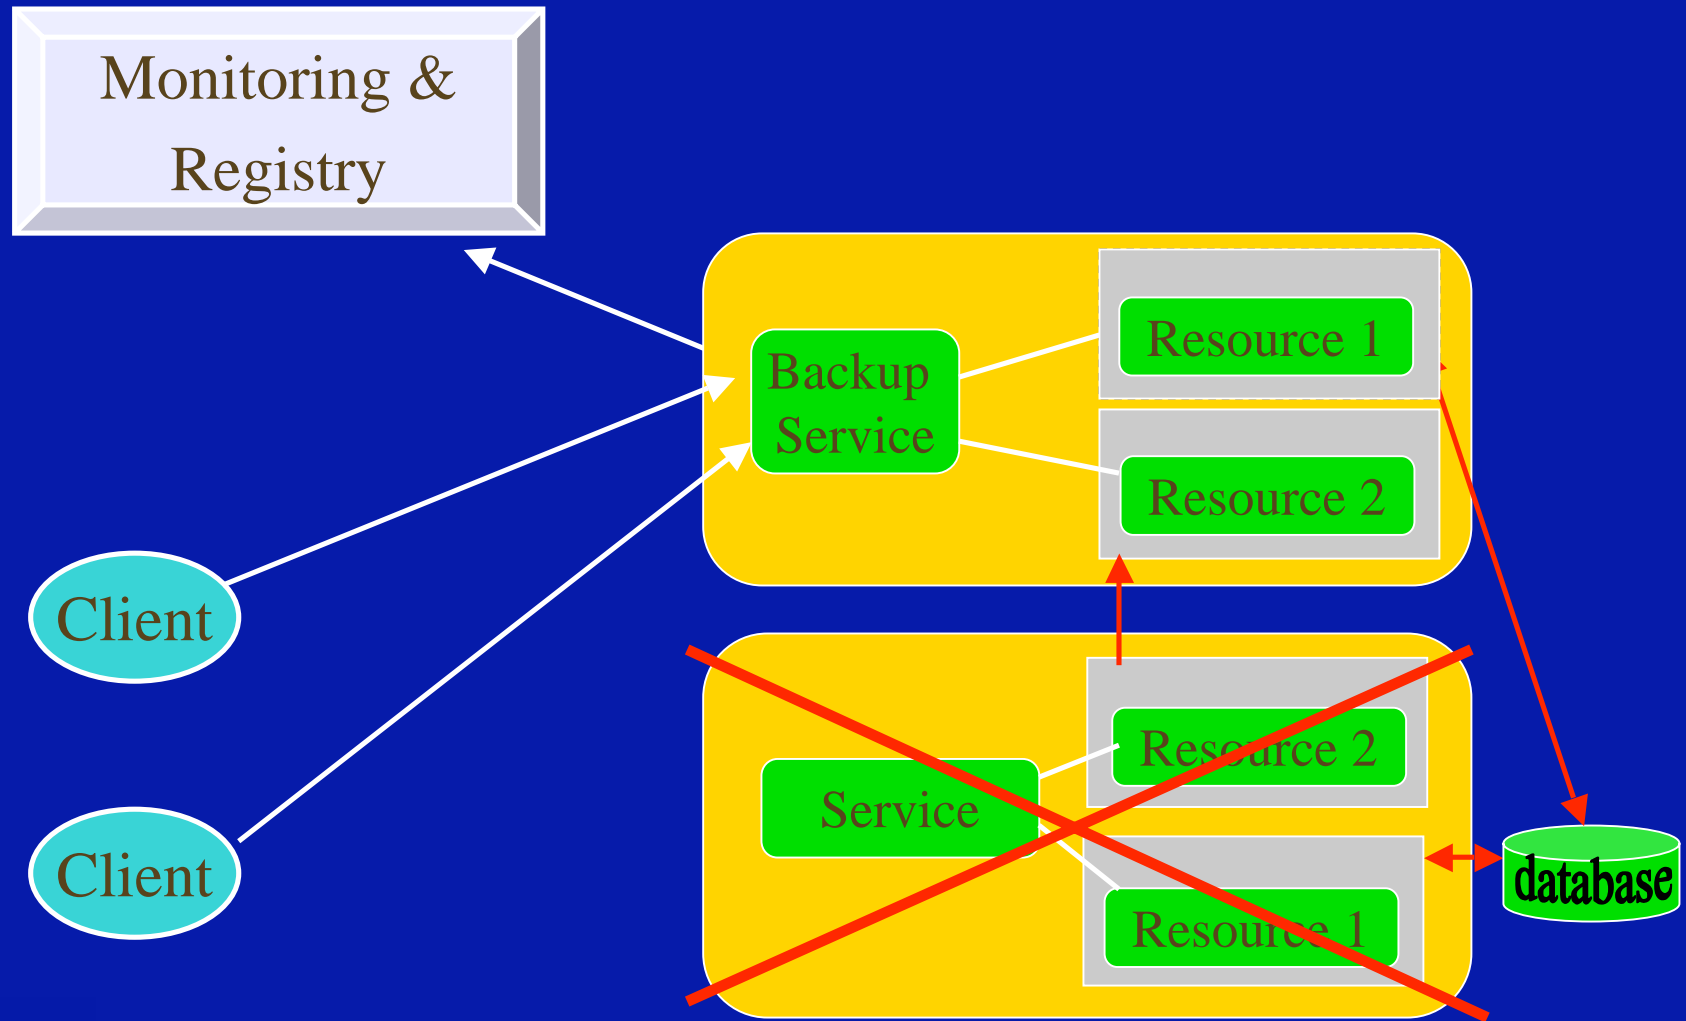 Monitoring &
Registry
Resource 1
Backup
Service
Resource 2
Client
Resource 2
Service
Client
database
Resource 1